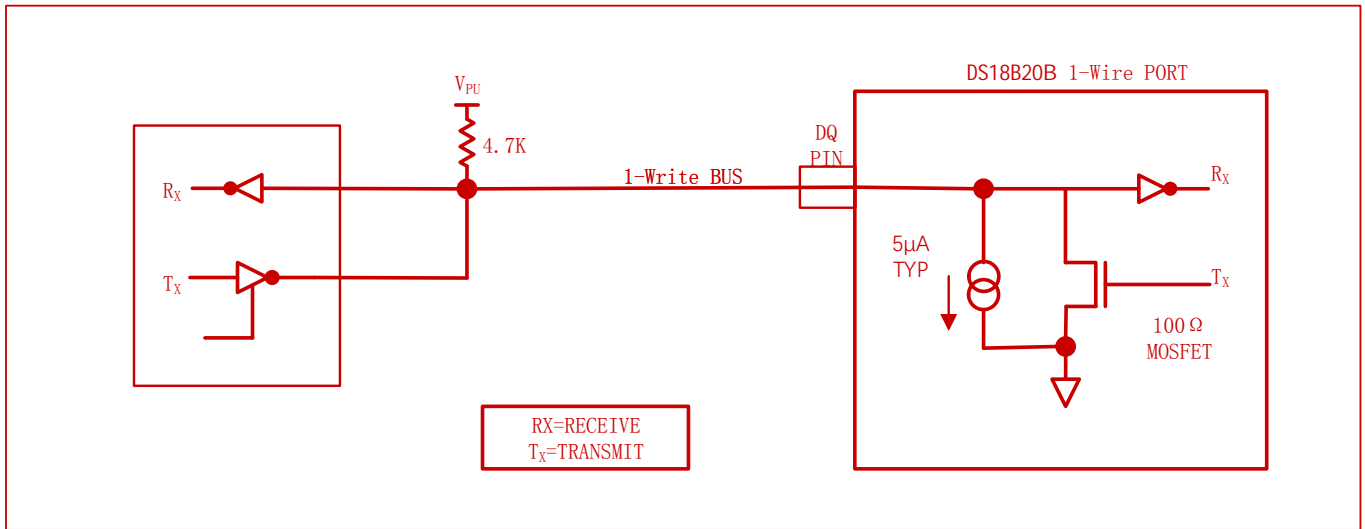 DS18B20B 1-Wire PORT
VPU
4.7K
DQ
PIN
RX
1-Write BUS
RX
5µA
TYP
TX
TX
100Ω
MOSFET
RX=RECEIVE
TX=TRANSMIT